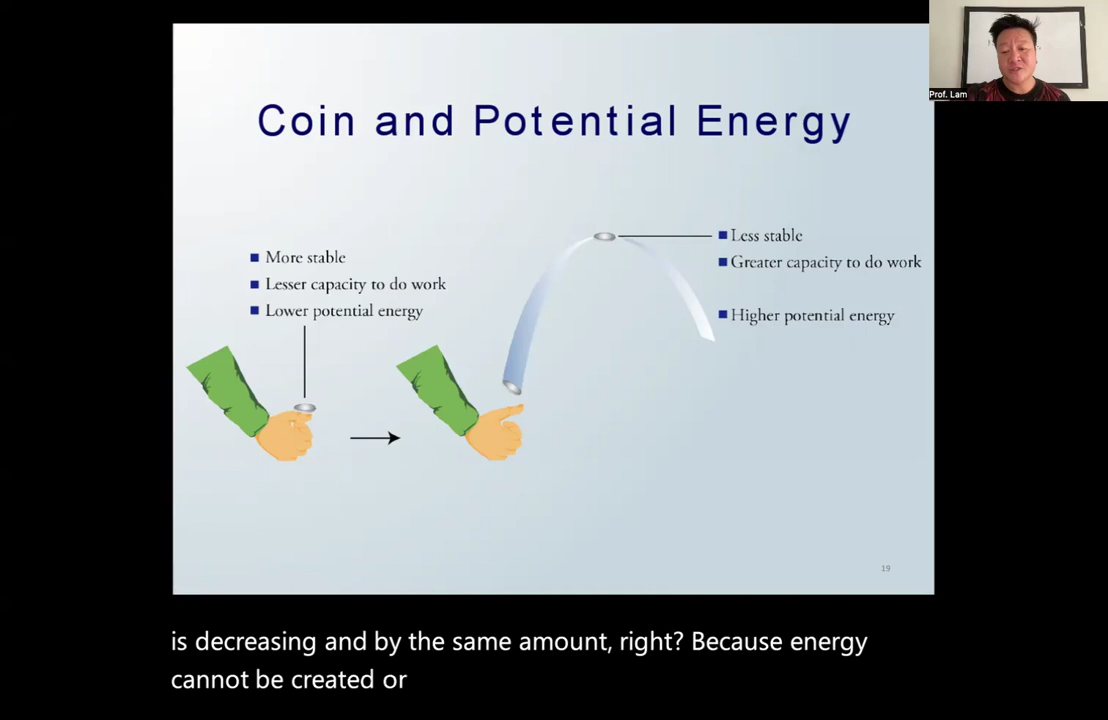 Prof. Lam
Coin and Potential Energy
More stable
Lesser capacity to do work
Lower potential energy
Less stable
Greater capacity to do work
Higher potential energy
19
is decreasing and by the same amount, right? Because energy
cannot be created or